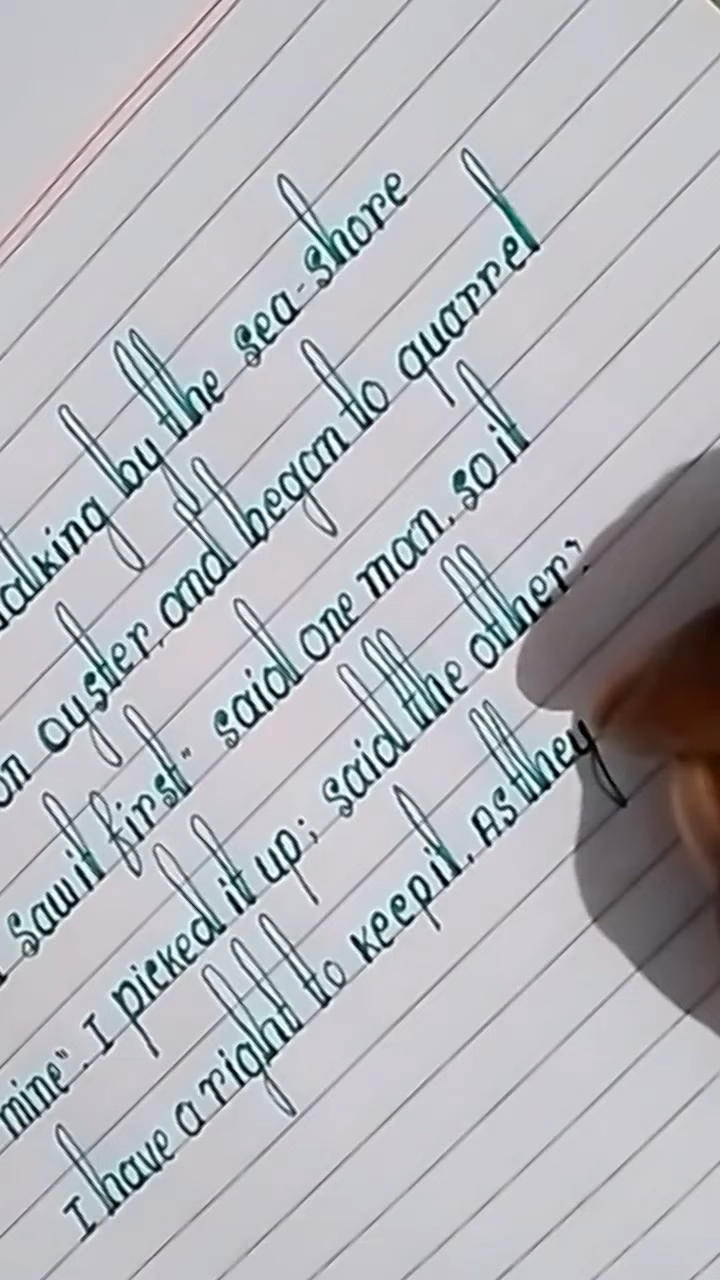 alking by the sea-shore
on oyster, and began to quarrel
saw it first" said one man. so it
mine". I picked it up; said the other;
I have a right to keep it. As they